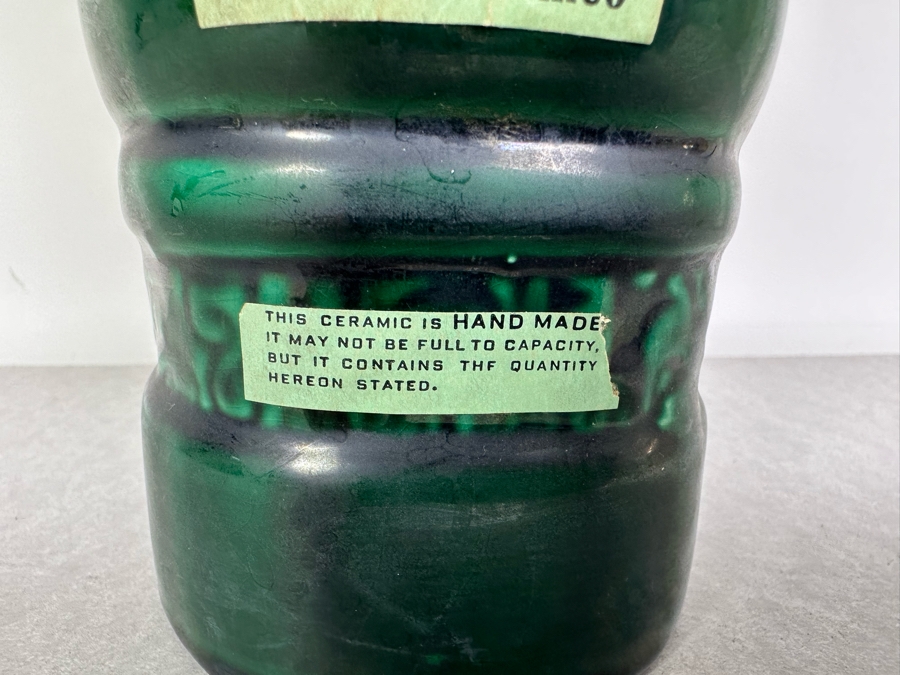 THIS CERAMIC IS HAND MADE
IT MAY NOT BE FULL TO CAPACITY,
BUT IT CONTAINS THF QUANTITY
HEREON STATED.